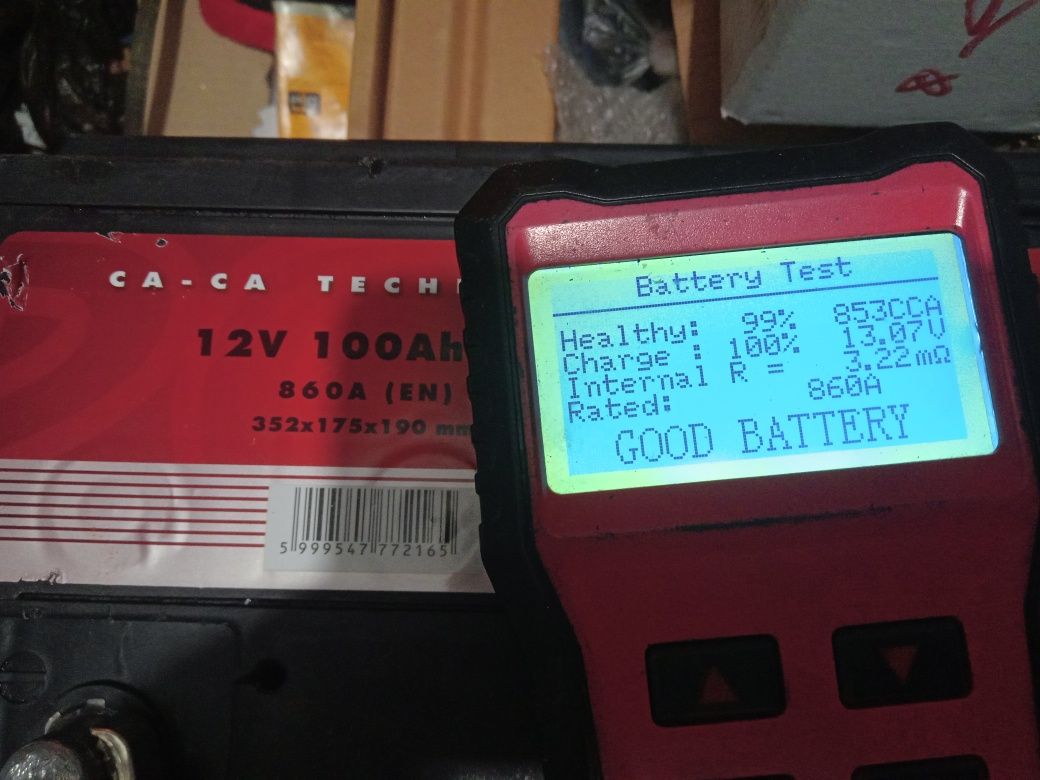 CA-CA TECH
12V 100Ah
860A (EN)
352x175x190 mm
5 999547 772165
Battery Test
Healthy: 99% 853CCA
Charge : 100% 13.07V
Internal R = 3.22mΩ
Rated: 860A
GOOD BATTERY